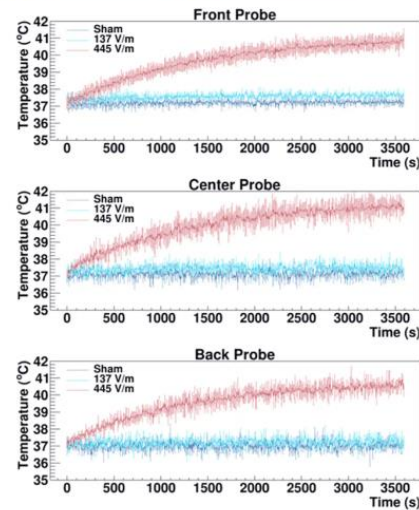 Front Probe
Temperature (°C)
42
41
40
39
38
37
36
35
Sham
137 V/m
445 V/m
0 500 1000 1500 2000 2500 3000 3500
Time (s)
Center Probe
Temperature (°C)
42
41
40
39
38
37
36
35
Sham
137 V/m
445 V/m
0 500 1000 1500 2000 2500 3000 3500
Time (s)
Back Probe
Temperature (°C)
42
41
40
39
38
37
36
35
Sham
137 V/m
445 V/m
0 500 1000 1500 2000 2500 3000 3500
Time (s)